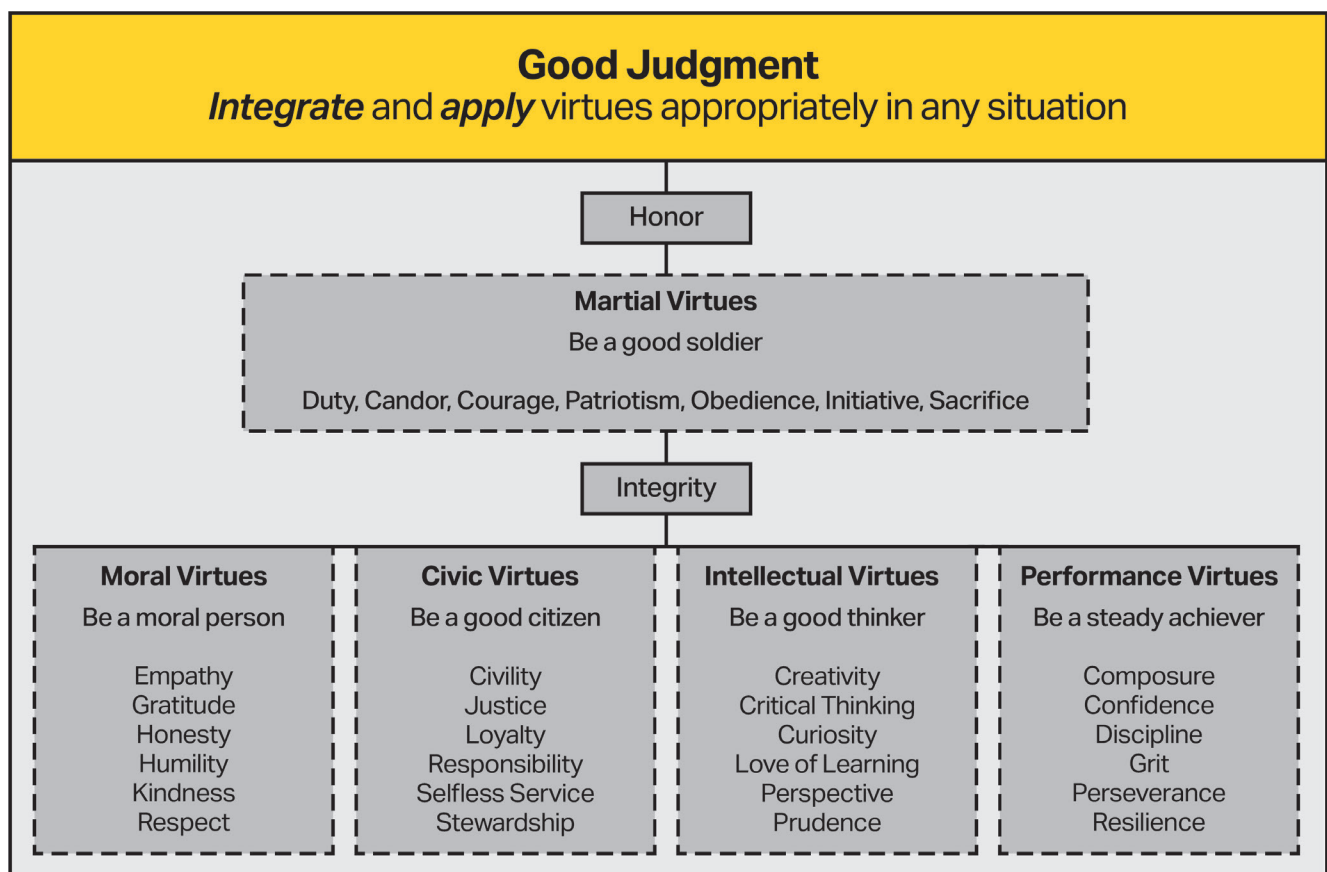 Good Judgment
Integrate and apply virtues appropriately in any situation
Honor
Martial Virtues
Be a good soldier
Duty, Candor, Courage, Patriotism, Obedience, Initiative, Sacrifice
Integrity
Moral Virtues
Be a moral person
Empathy
Gratitude
Honesty
Humility
Kindness
Respect
Civic Virtues
Be a good citizen
Civility
Justice
Loyalty
Responsibility
Selfless Service
Stewardship
Intellectual Virtues
Be a good thinker
Creativity
Critical Thinking
Curiosity
Love of Learning
Perspective
Prudence
Performance Virtues
Be a steady achiever
Composure
Confidence
Discipline
Grit
Perseverance
Resilience